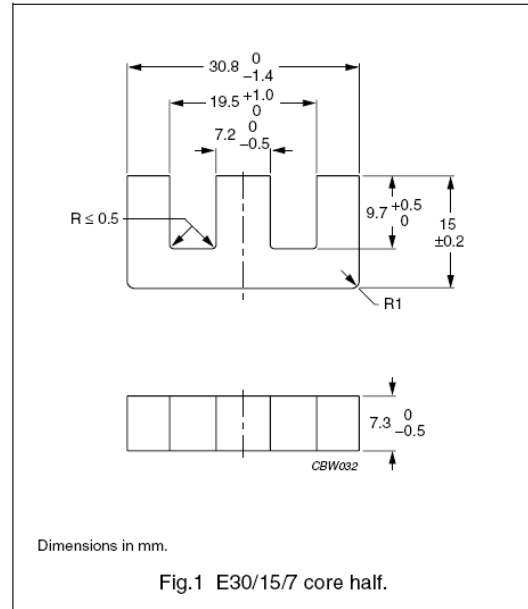 30.8 0 −1.4
19.5 +1.0 0
7.2 0 −0.5
R ≤ 0.5
9.7 +0.5 0
15 ±0.2
R1
7.3 0 −0.5
CBW032
Dimensions in mm.
Fig.1 E30/15/7 core half.